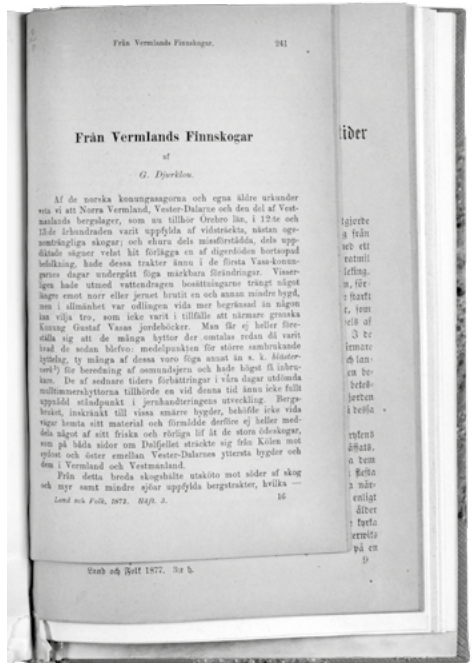 Från Vermlands Finnskogar. 241
Från Vermlands Finnskogar
af
G. Djurklou.
Af de norska konungasagorna och egna äldre urkunder
veta vi att Norra Vermland, Vester-Dalarne och den del af Vest-
manlands bergslager, som nu tillhör Örebro län, i 12:te och
13:de århundraden varit uppfylda af vidsträckta, nästan ogenomträngliga
skogar; och ehuru dels missförstådda, dels upp-
diktade sägner velat hit förlägga en af digerdöden bortsopad
befolkning, hade dessa trakter ännu i de första Vasa-konun-
garnes dagar undergått föga märkbara förändringar. Visser-
ligen hade utmed vattendragen bosättningarne trängt något
längre emot norr eller jernet brutit en och annan mindre bygd,
men i allmänhet var odlingen vida mer begränsad än någon
kan vilja tro, som icke varit i tillfälle att närmare granska
Konung Gustaf Vasas jordeböcker. Man får ej heller före-
ställa sig att de många hyttor der omtalas redan då varit
hvad de sedan blefvo: medelpunkten för större sambrukande
hyttelag, ty många af dessa voro föga annat än s. k. blåster-
verk¹) för beredning af osmundsjern och hade högst få inbru-
kare. De af sednare tiders förbättringar i våra dagar utdömda
mulltimmershyttorna tillhörde en vid denna tid ännu icke fullt
uppnådd ståndpunkt i jernhandteringens utveckling. Bergs-
bruket, inskränkt till vissa smärre bygder, behöfde icke vida
vägar hemta sitt material och förmådde derföre ej heller med-
dela något af sitt friska och rörliga lif åt de stora ödeskogar,
som på båda sidor om Dalfjellet sträckte sig från Kölen mot
sydost och öster emellan Vester-Dalarnes yttersta bygder och
dem i Vermland och Vestmanland.
Från detta breda skogsbälte utsköto mot söder af skog
och myr samt mindre sjöar uppfylda bergstrakter, hvilka —
Land och Folk, 1873. Häft. 3. 16
Land och Folk 1877. 3:e h.
tider
9